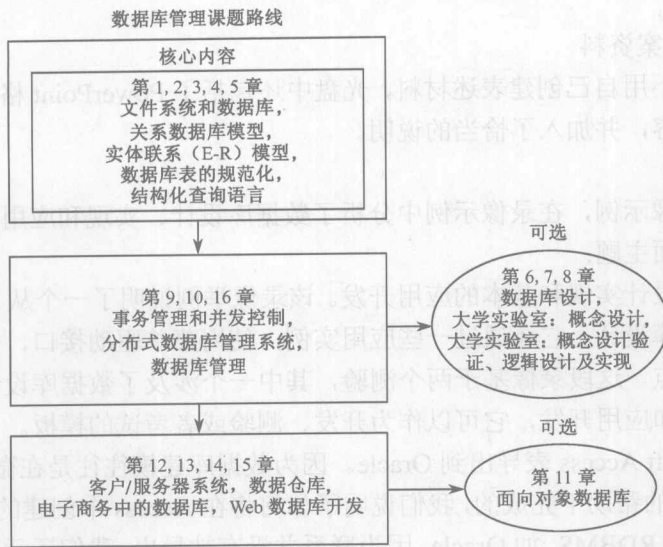 数据库管理课题路线
核心内容
第 1, 2, 3, 4, 5 章
文件系统和数据库,
关系数据库模型,
实体联系（E-R）模型,
数据库表的规范化,
结构化查询语言
可选
第 9, 10, 16 章
事务管理和并发控制,
分布式数据库管理系统,
数据库管理
第 6, 7, 8 章
数据库设计,
大学实验室：概念设计,
大学实验室：概念设计验
证、逻辑设计及实现
可选
第 12, 13, 14, 15 章
客户/服务器系统，数据仓库,
电子商务中的数据库，Web 数据库开发
第 11 章
面向对象数据库